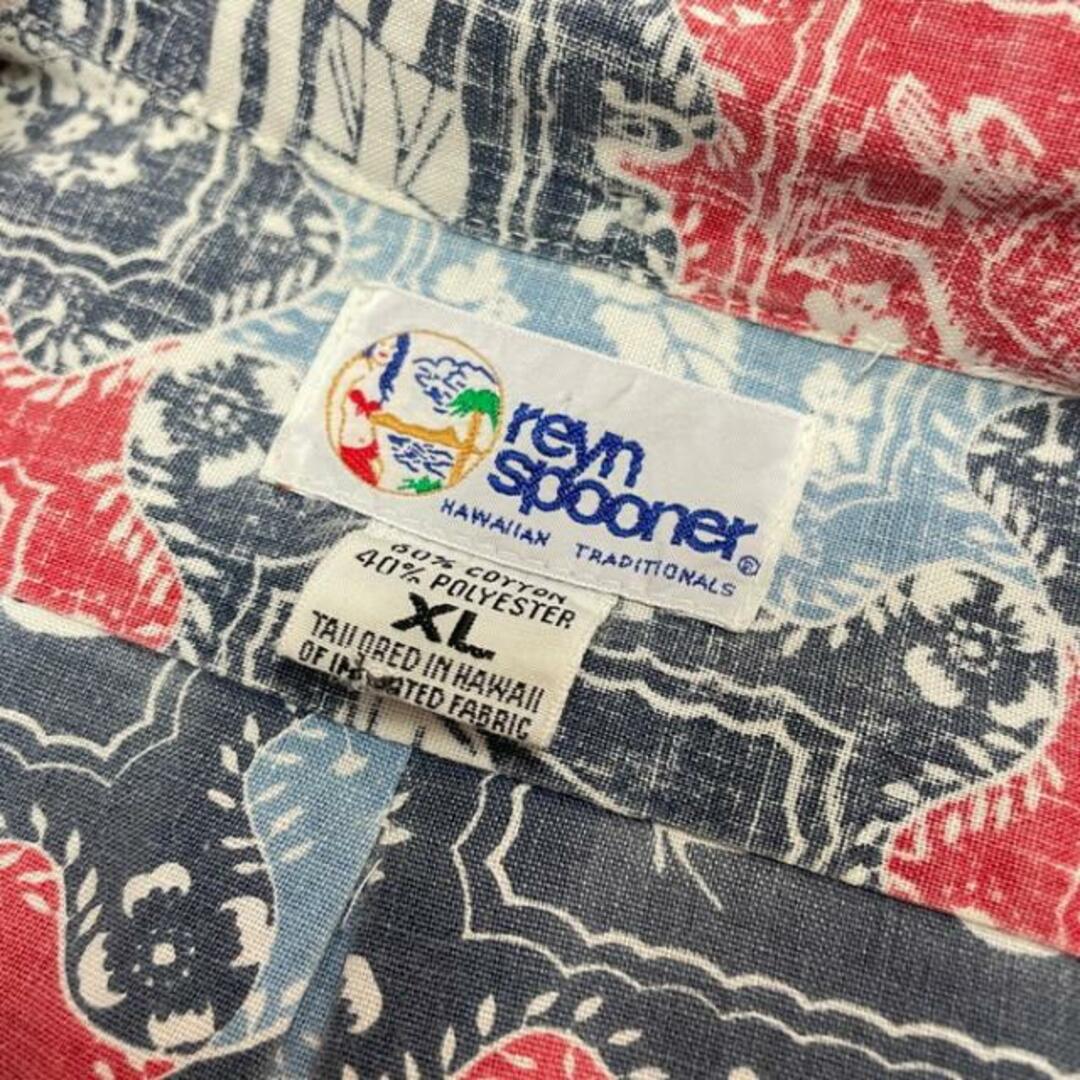 reyn
spooner®
HAWAIIAN TRADITIONALS
60% COTTON
40% POLYESTER
XL
TAILORED IN HAWAII
OF IMPORTED FABRIC